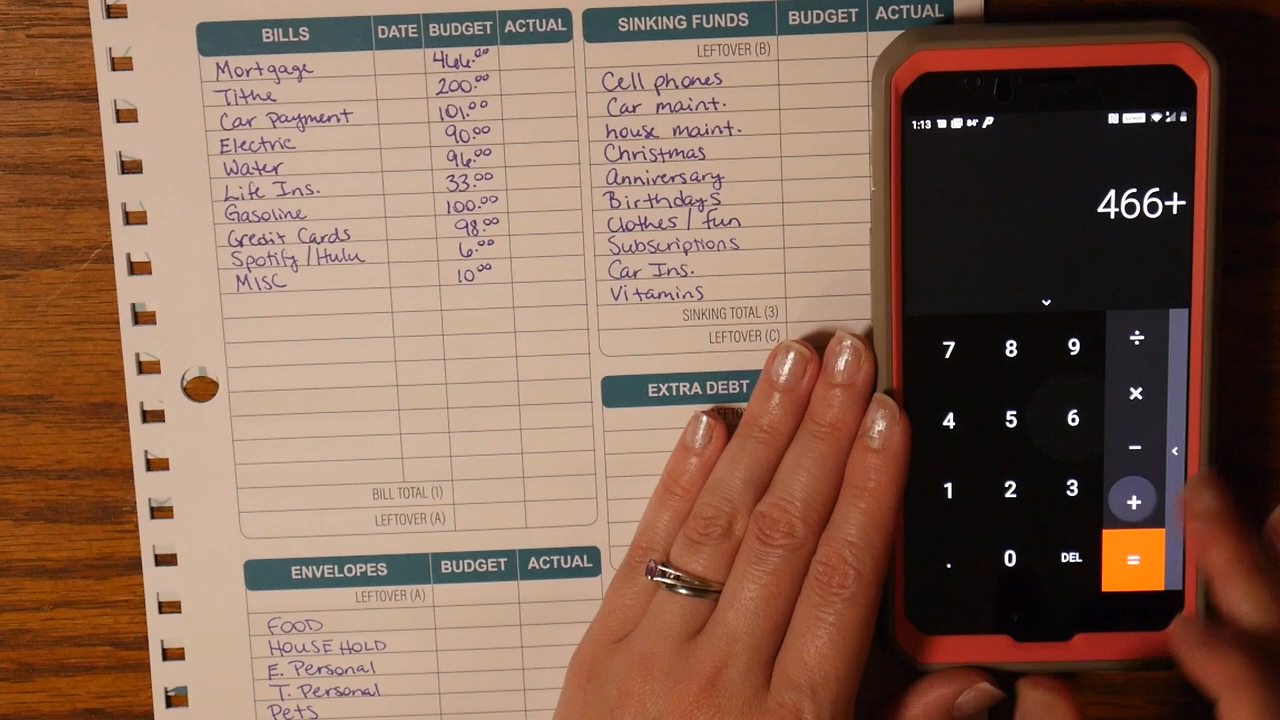 BILLS DATE BUDGET ACTUAL
Mortgage 466.00
Tithe 200.00
Car payment 101.00
Electric 90.00
Water 96.00
Life Ins. 33.00
Gasoline 100.00
Credit Cards 98.00
Spotify/Hulu 6.00
MISC 10.00
BILL TOTAL (1)
LEFTOVER (A)
ENVELOPES BUDGET ACTUAL
LEFTOVER (A)
FOOD
HOUSEHOLD
E. Personal
T. Personal
Pets
SINKING FUNDS BUDGET ACTUAL
LEFTOVER (B)
Cell phones
Car maint.
house maint.
Christmas
Anniversary
Birthdays
Clothes / fun
Subscriptions
Car Ins.
Vitamins
SINKING TOTAL (3)
LEFTOVER (C)
EXTRA DEBT
1:13 84°
466+
7 8 9 ÷
4 5 6 ×
−
1 2 3 +
. 0 DEL =